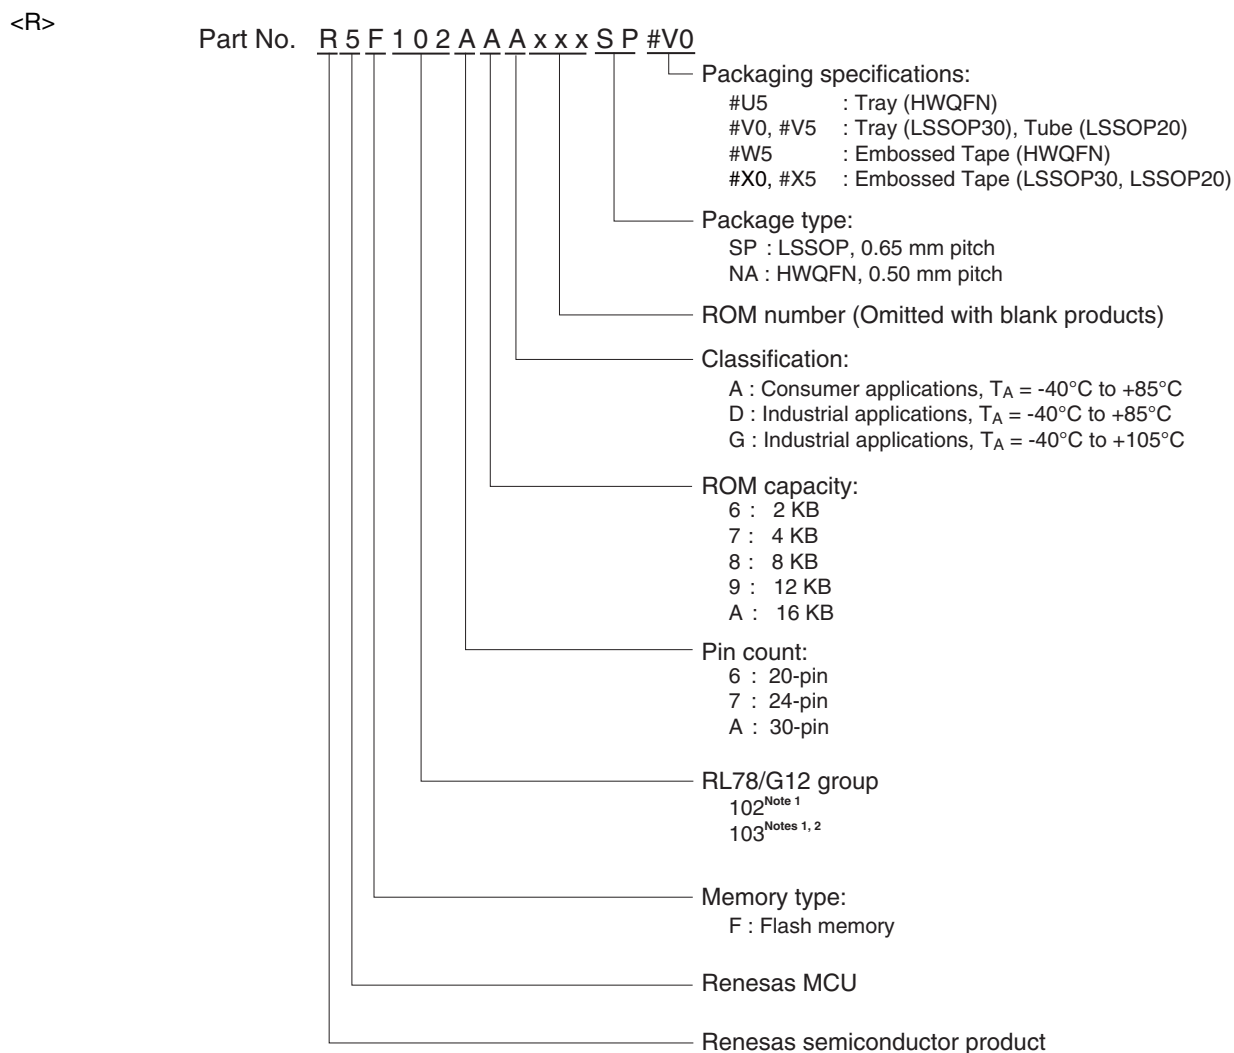 <R>
Part No. R 5 F 1 0 2 A A A x x x S P #V0
Packaging specifications:
#U5 : Tray (HWQFN)
#V0, #V5 : Tray (LSSOP30), Tube (LSSOP20)
#W5 : Embossed Tape (HWQFN)
#X0, #X5 : Embossed Tape (LSSOP30, LSSOP20)
Package type:
SP : LSSOP, 0.65 mm pitch
NA : HWQFN, 0.50 mm pitch
ROM number (Omitted with blank products)
Classification:
A : Consumer applications, TA = -40°C to +85°C
D : Industrial applications, TA = -40°C to +85°C
G : Industrial applications, TA = -40°C to +105°C
ROM capacity:
6 : 2 KB
7 : 4 KB
8 : 8 KB
9 : 12 KB
A : 16 KB
Pin count:
6 : 20-pin
7 : 24-pin
A : 30-pin
RL78/G12 group
102 Note 1
103 Notes 1, 2
Memory type:
F : Flash memory
Renesas MCU
Renesas semiconductor product